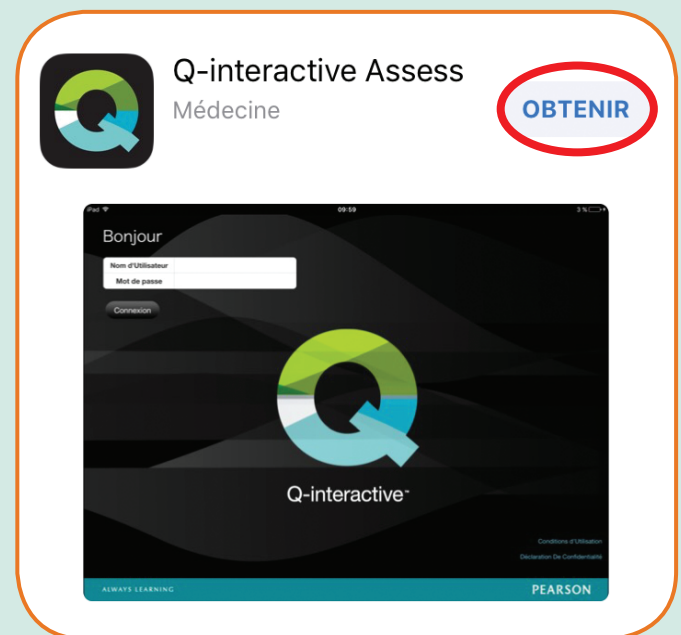 Q-interactive Assess
Médecine
OBTENIR
iPad
09:59
3 %
Bonjour
Nom d'Utilisateur
Mot de passe
Connexion
Q-interactive™
Conditions d'Utilisation
Déclaration De Confidentialité
ALWAYS LEARNING
PEARSON